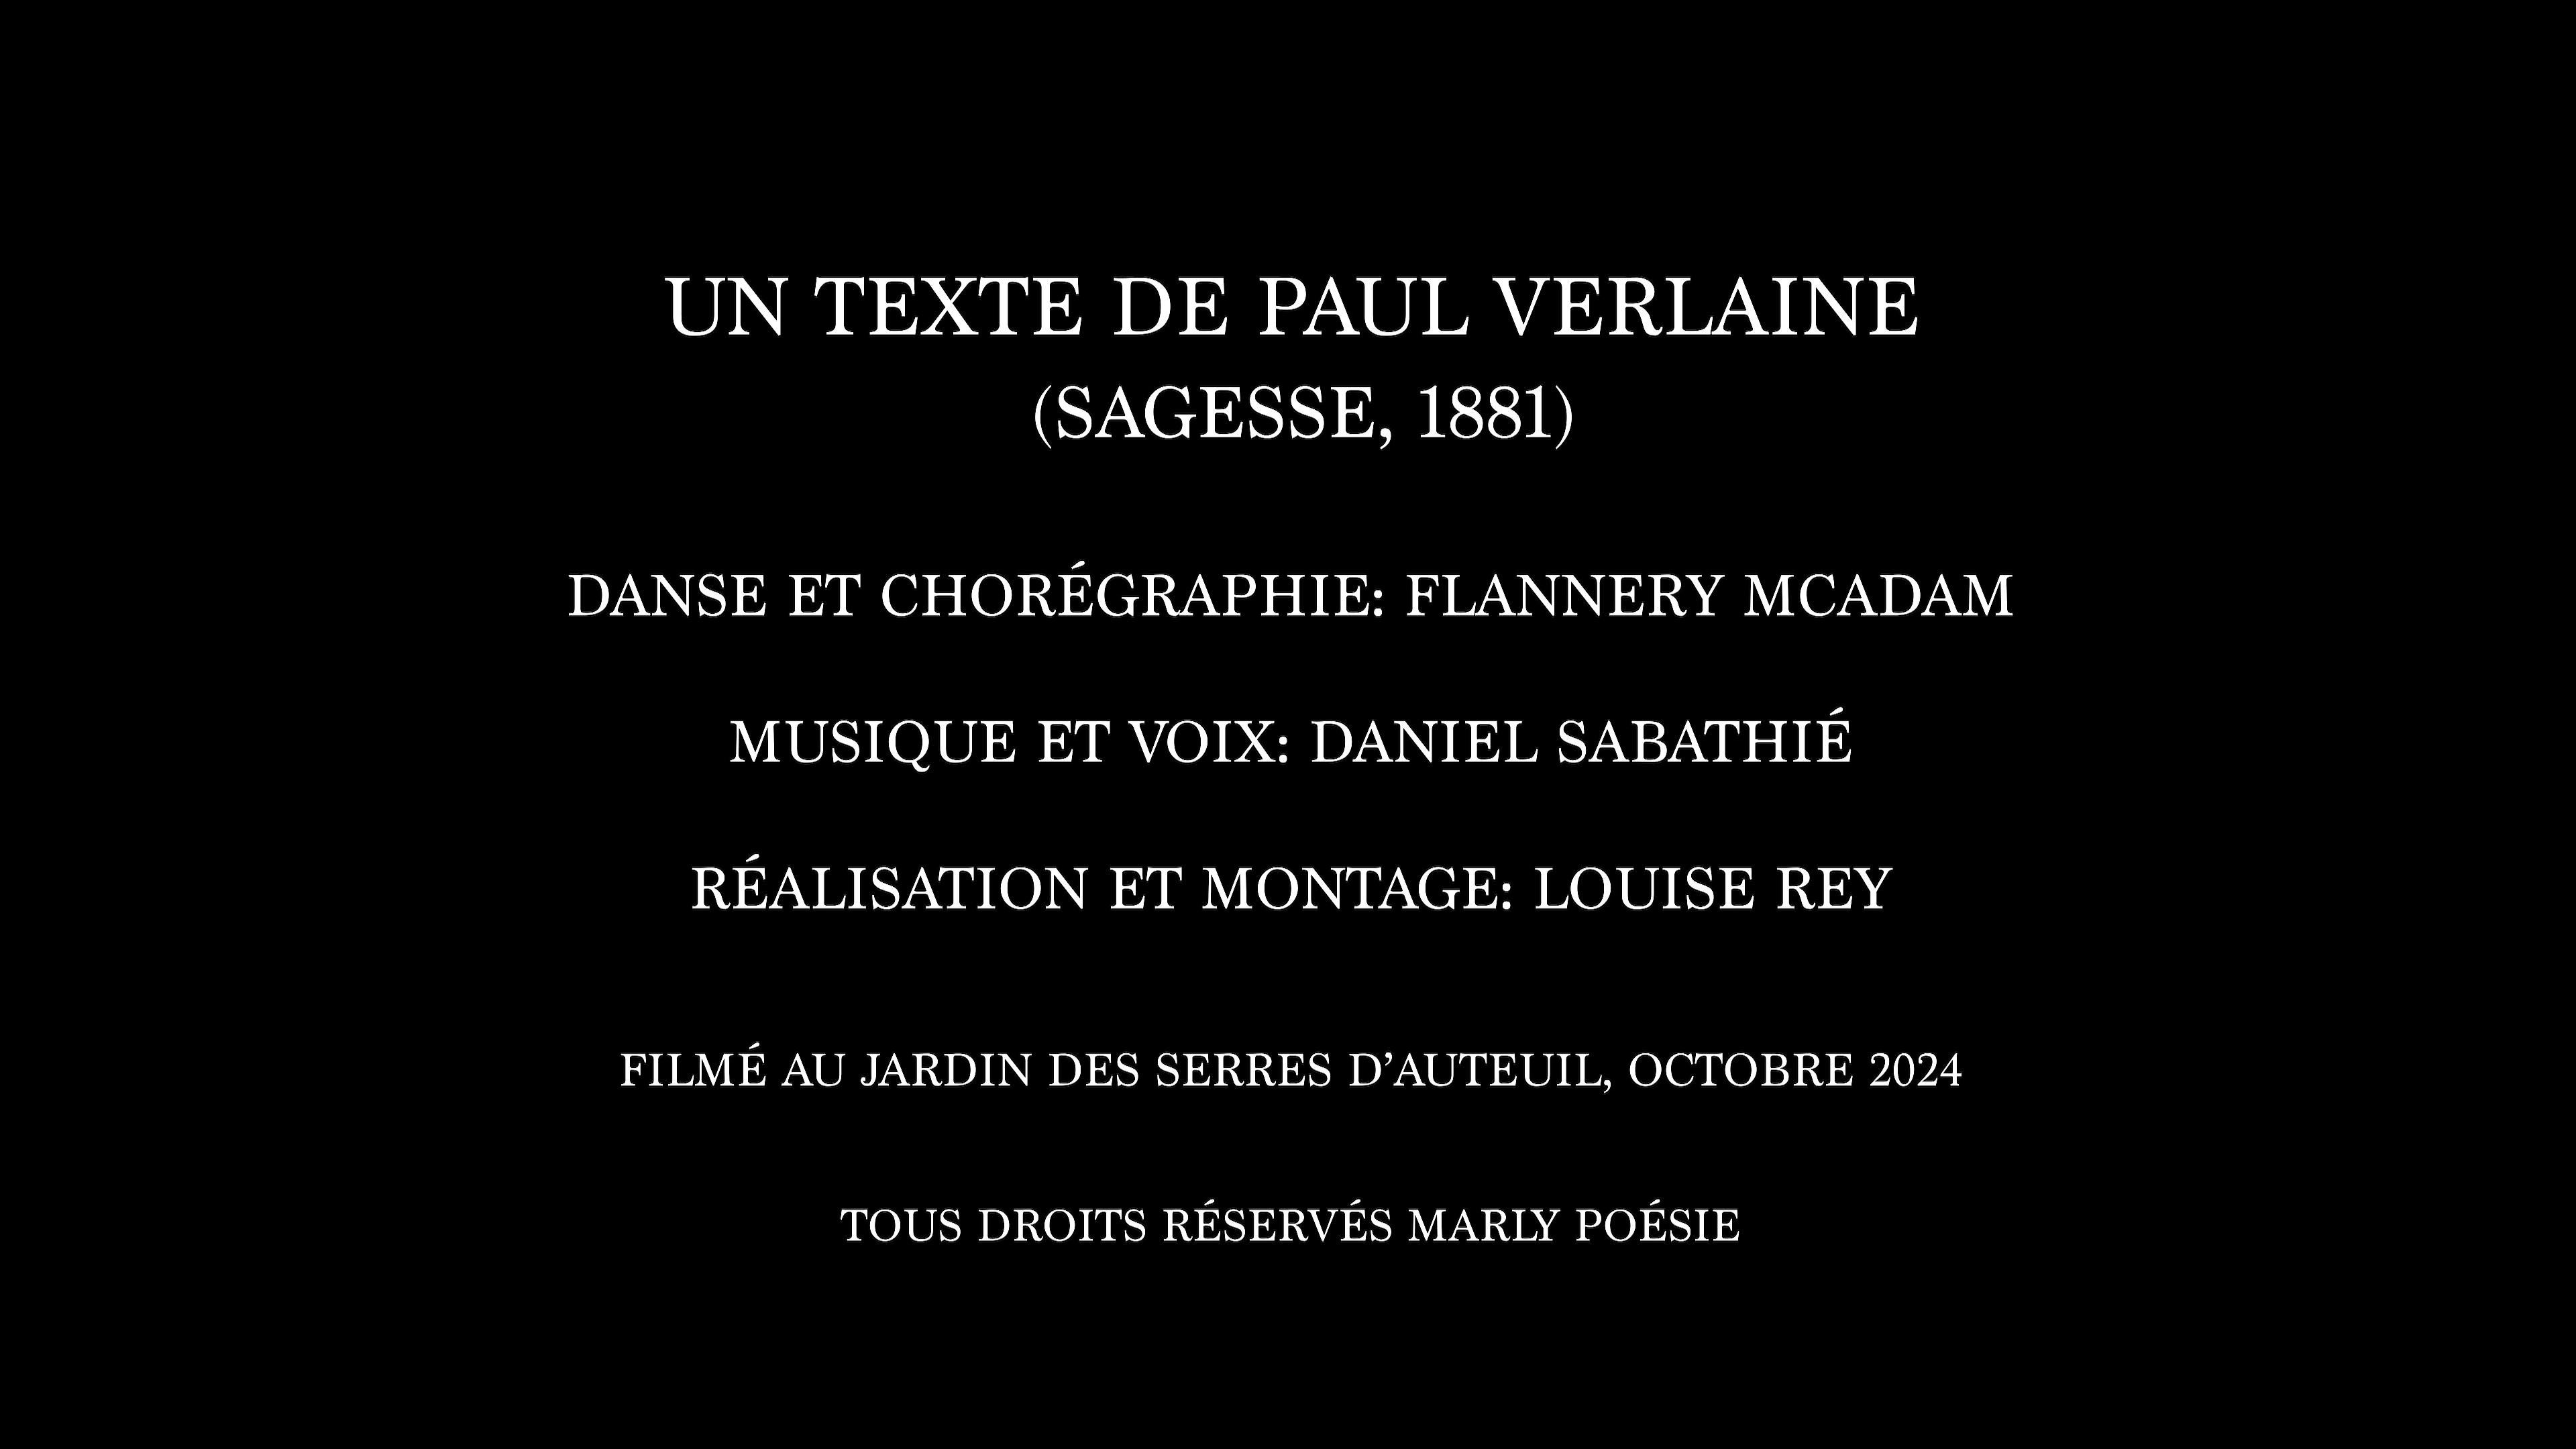 UN TEXTE DE PAUL VERLAINE
(SAGESSE, 1881)
DANSE ET CHORÉGRAPHIE: FLANNERY MCADAM
MUSIQUE ET VOIX: DANIEL SABATHIÉ
RÉALISATION ET MONTAGE: LOUISE REY
FILMÉ AU JARDIN DES SERRES D’AUTEUIL, OCTOBRE 2024
TOUS DROITS RÉSERVÉS MARLY POÉSIE